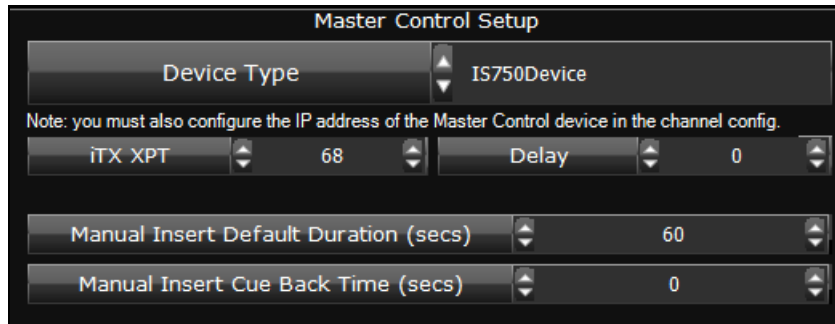 Master Control Setup
Device Type IS750Device
Note: you must also configure the IP address of the Master Control device in the channel config.
iTX XPT 68 Delay 0
Manual Insert Default Duration (secs) 60
Manual Insert Cue Back Time (secs) 0